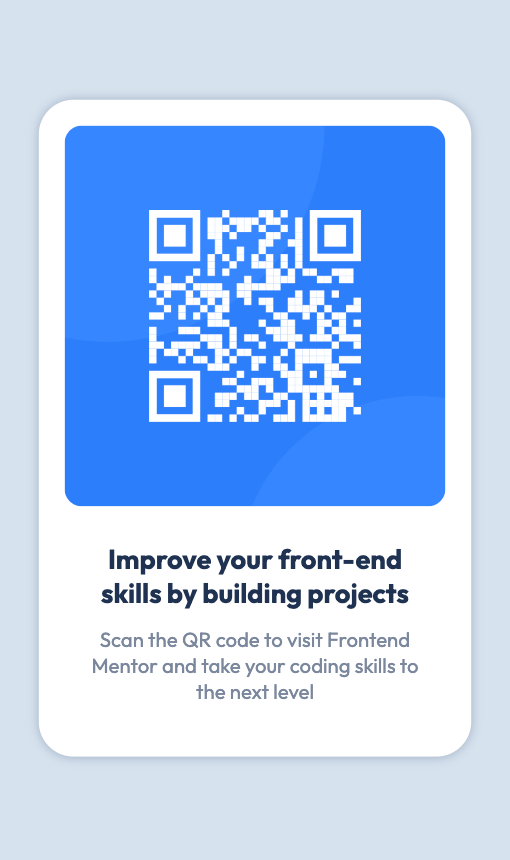 Improve your front-end
skills by building projects
Scan the QR code to visit Frontend
Mentor and take your coding skills to
the next level